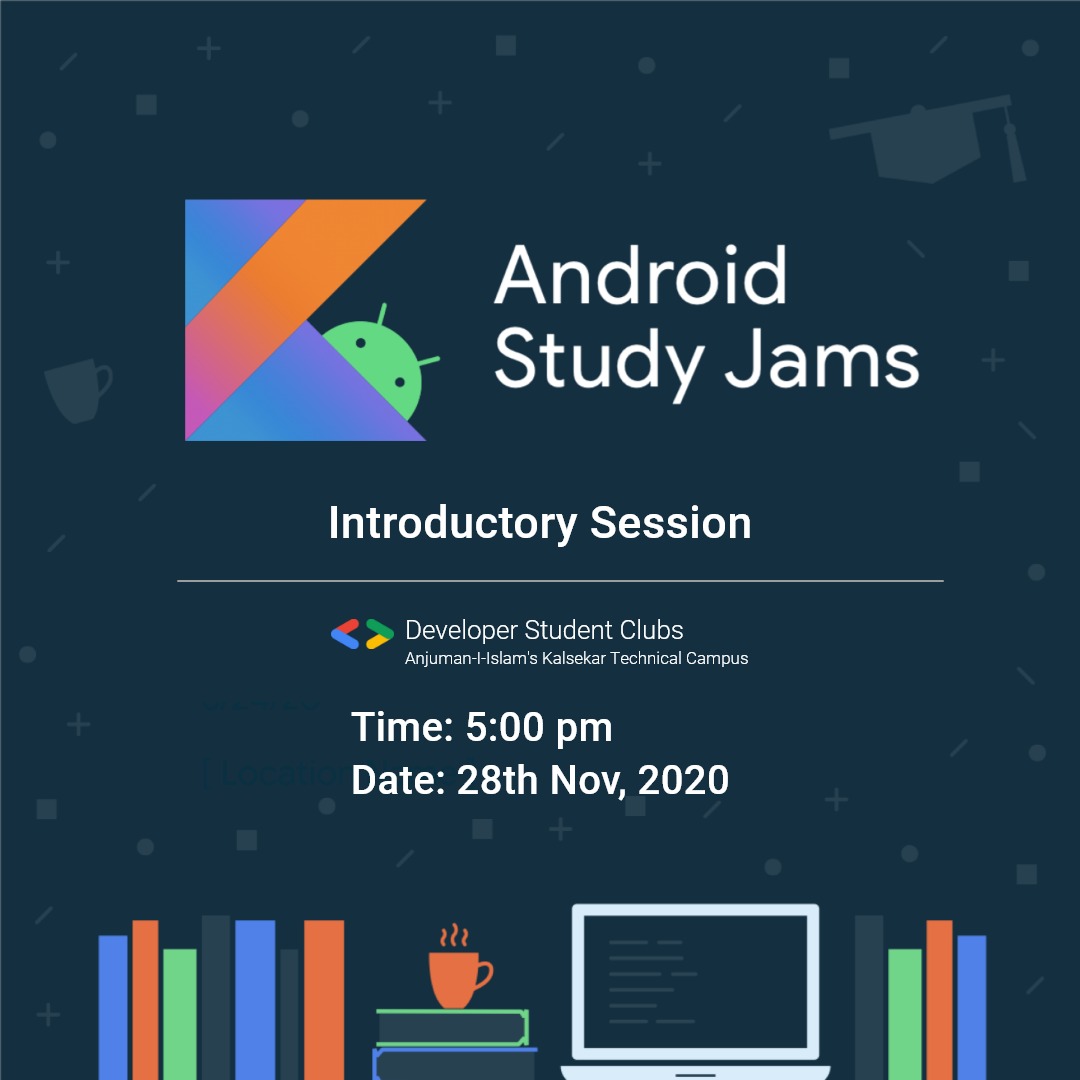 Android
Study Jams
Introductory Session
Developer Student Clubs
Anjuman-I-Islam's Kalsekar Technical Campus
Time: 5:00 pm
Date: 28th Nov, 2020